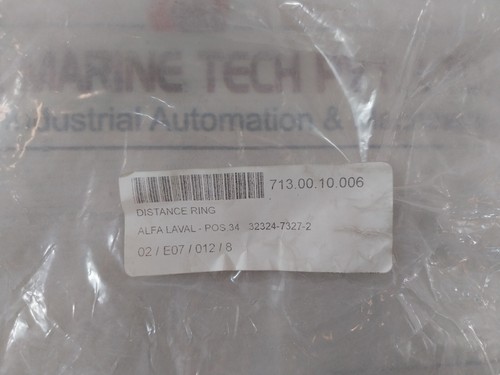 MARINE TECH
Industrial Automation &
713.00.10.006
DISTANCE RING
ALFA LAVAL - POS 34 32324-7327-2
02 / E07 / 012 / 8